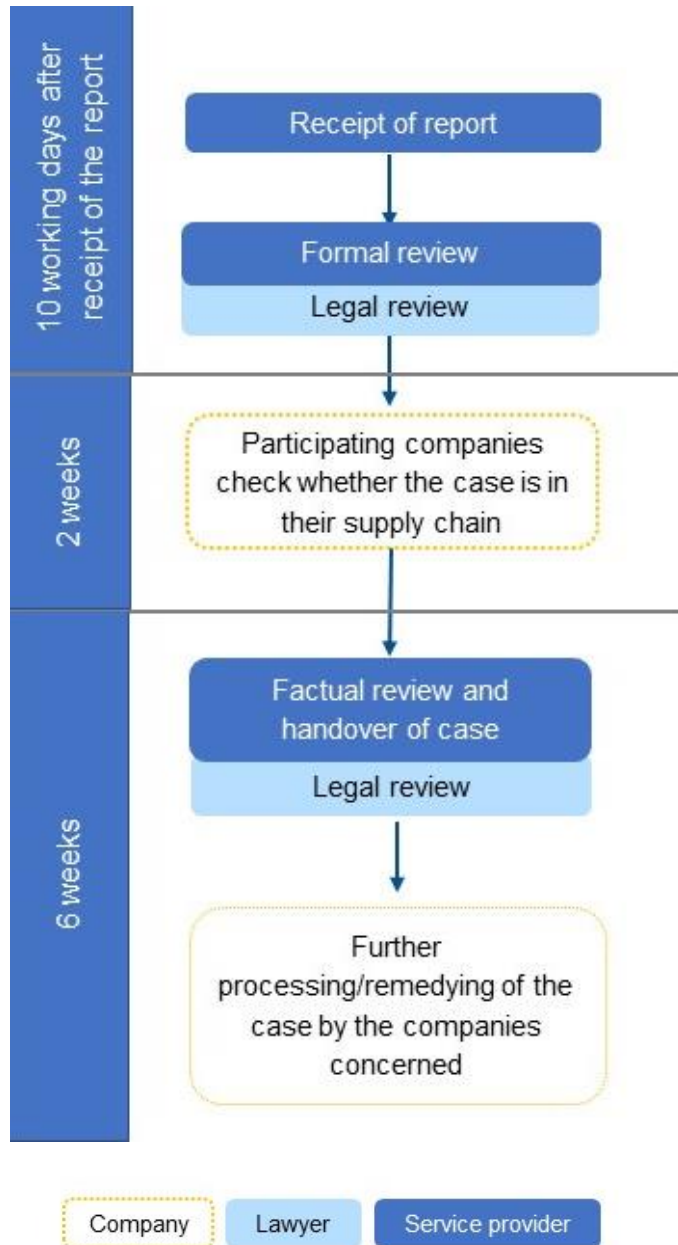 10 working days after
receipt of the report
Receipt of report
Formal review
Legal review
2 weeks
Participating companies
check whether the case is in
their supply chain
6 weeks
Factual review and
handover of case
Legal review
Further
processing/remedying of the
case by the companies
concerned
Company
Lawyer
Service provider